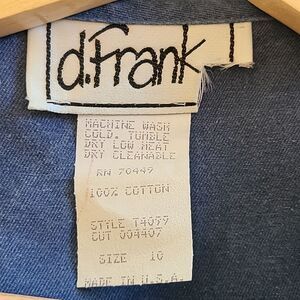 d.Frank
MACHINE WASH
COLD. TUMBLE
DRY LOW HEAT
DRY CLEANABLE
RN 70449
100% COTTON
STYLE T4099
CUT 004407
SIZE 10
MADE IN U.S.A.